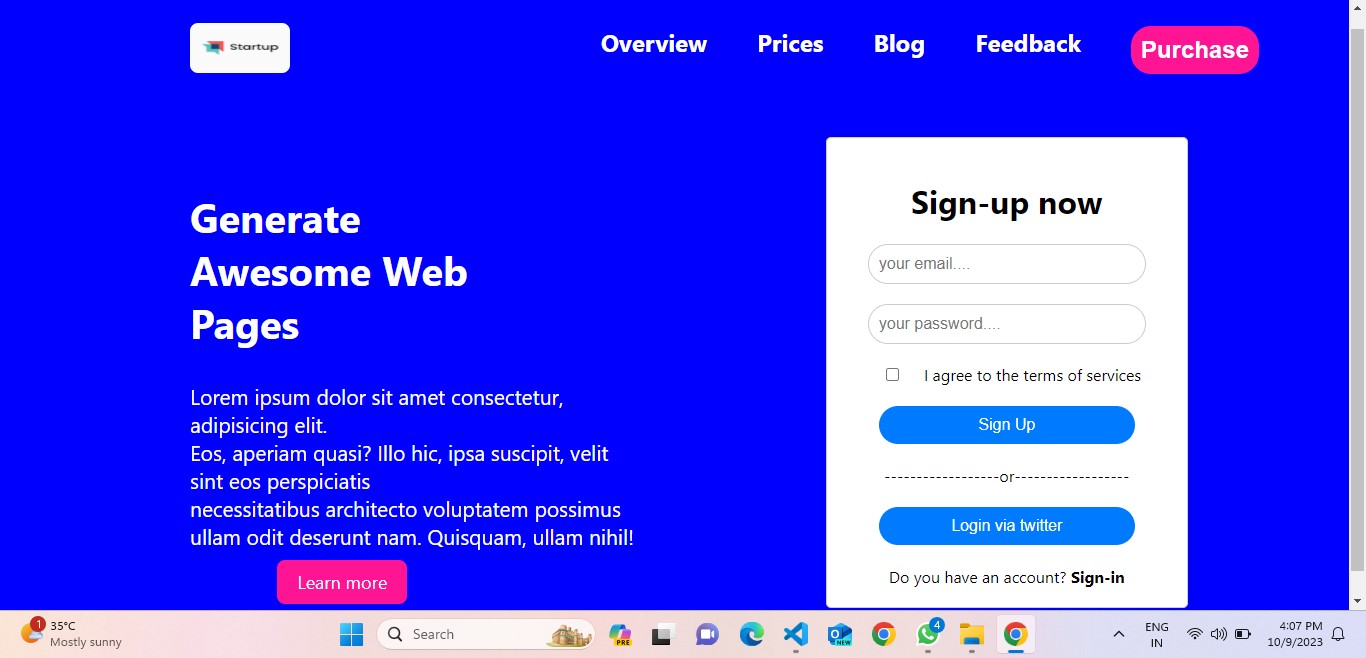 Startup
Overview Prices Blog Feedback Purchase
Generate
Awesome Web
Pages
Lorem ipsum dolor sit amet consectetur,
adipisicing elit.
Eos, aperiam quasi? Illo hic, ipsa suscipit, velit
sint eos perspiciatis
necessitatibus architecto voluptatem possimus
ullam odit deserunt nam. Quisquam, ullam nihil!
Learn more
Sign-up now
your email....
your password....
I agree to the terms of services
Sign Up
------------------or------------------
Login via twitter
Do you have an account? Sign-in
1
35°C
Mostly sunny
Search
PRE
NEW
4
ENG
IN
4:07 PM
10/9/2023